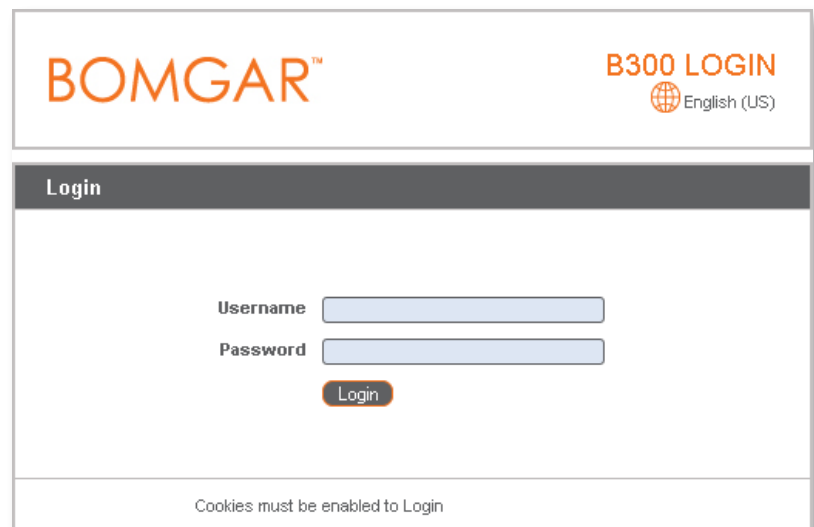 BOMGAR™
B300 LOGIN
English (US)
Login
Username
Password
Login
Cookies must be enabled to Login